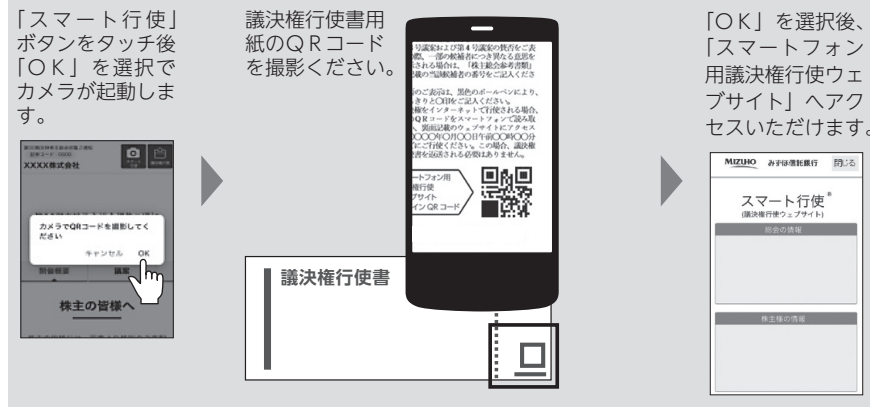 「スマート行使」
ボタンをタッチ後
「OK」を選択で
カメラが起動しま
す。
XXXX株式会社
カメラでQRコードを撮影してく
ださい
キャンセル OK
株主の皆様へ
議決権行使書用
紙のQRコード
を撮影ください。
号議案および第4号議案の賛否をご表
、一部の候補者につき異なる意思を
される場合は、「株主総会参考書類」
載の当該候補者の番号をご記入くださ
のご表示は、黒色のボールペンにより、
きりと○印をご記入ください。
権をインターネットで行使される場合、
QRコードをスマートフォンで読み取
、裏面記載のウェブサイトにアクセス
○○○○年○月○○日午前○○時○○分
にご行使ください。この場合、議決権
書を返送される必要はありません。
ートフォン用
権行使
ブサイト
イン QR コード
議決権行使書
「OK」を選択後、
「スマートフォン
用議決権行使ウェ
ブサイト」へアク
セスいただけます。
MIZUHO みずほ信託銀行 閉じる
スマート行使®
(議決権行使ウェブサイト)
総会の情報
株主様の情報